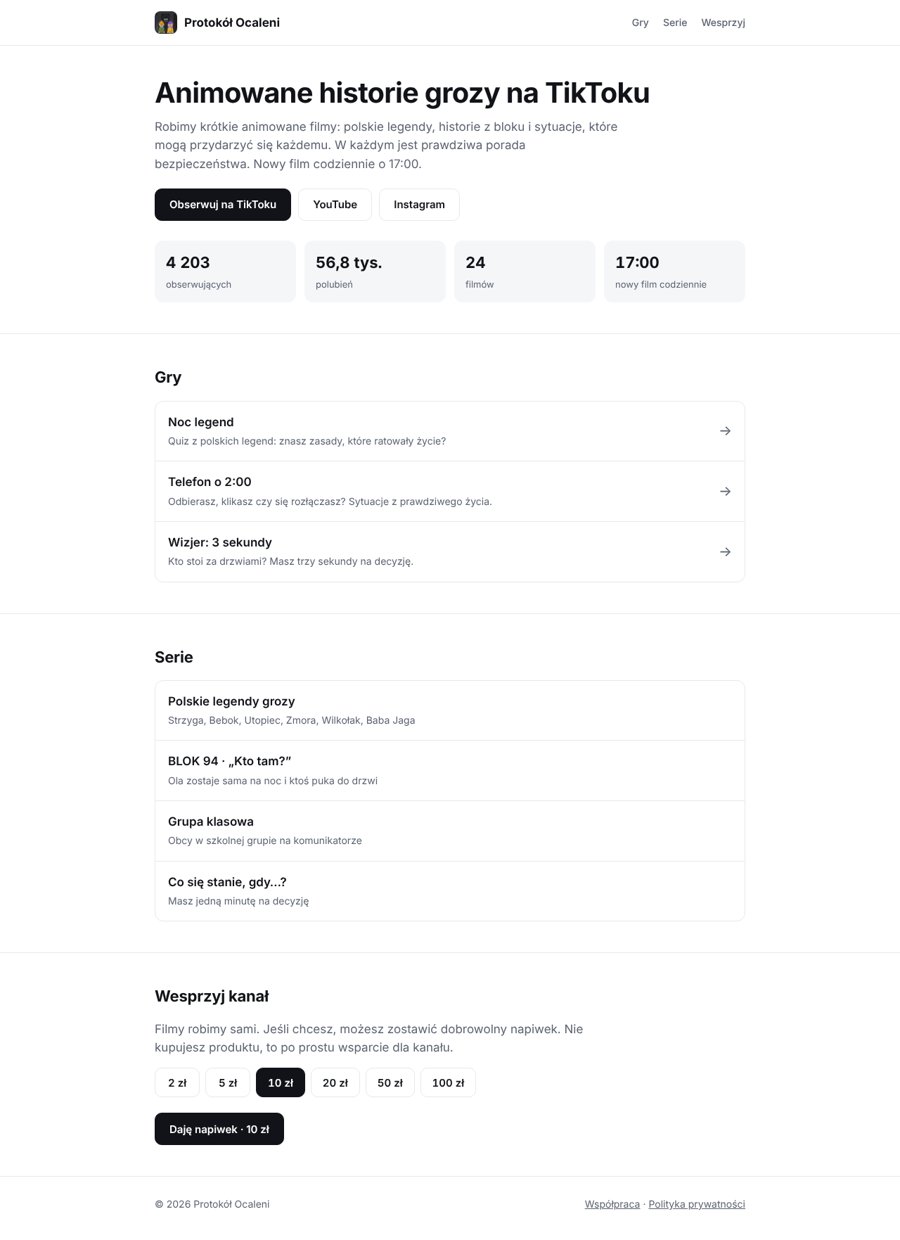 Protokół Ocaleni
Gry
Serie
Wesprzyj
Animowane historie grozy na TikToku
Robimy krótkie animowane filmy: polskie legendy, historie z bloku i sytuacje, które
mogą przydarzyć się każdemu. W każdym jest prawdziwa porada
bezpieczeństwa. Nowy film codziennie o 17:00.
Obserwuj na TikToku
YouTube
Instagram
4 203
obserwujących
56,8 tys.
polubień
24
filmów
17:00
nowy film codziennie
Gry
Noc legend
Quiz z polskich legend: znasz zasady, które ratowały życie?
→
Telefon o 2:00
Odbierasz, klikasz czy się rozłączasz? Sytuacje z prawdziwego życia.
→
Wizjer: 3 sekundy
Kto stoi za drzwiami? Masz trzy sekundy na decyzję.
→
Serie
Polskie legendy grozy
Strzyga, Bebok, Utopiec, Zmora, Wilkołak, Baba Jaga
BLOK 94 · „Kto tam?”
Ola zostaje sama na noc i ktoś puka do drzwi
Grupa klasowa
Obcy w szkolnej grupie na komunikatorze
Co się stanie, gdy…?
Masz jedną minutę na decyzję
Wesprzyj kanał
Filmy robimy sami. Jeśli chcesz, możesz zostawić dobrowolny napiwek. Nie
kupujesz produktu, to po prostu wsparcie dla kanału.
2 zł
5 zł
10 zł
20 zł
50 zł
100 zł
Daję napiwek · 10 zł
© 2026 Protokół Ocaleni
Współpraca · Polityka prywatności